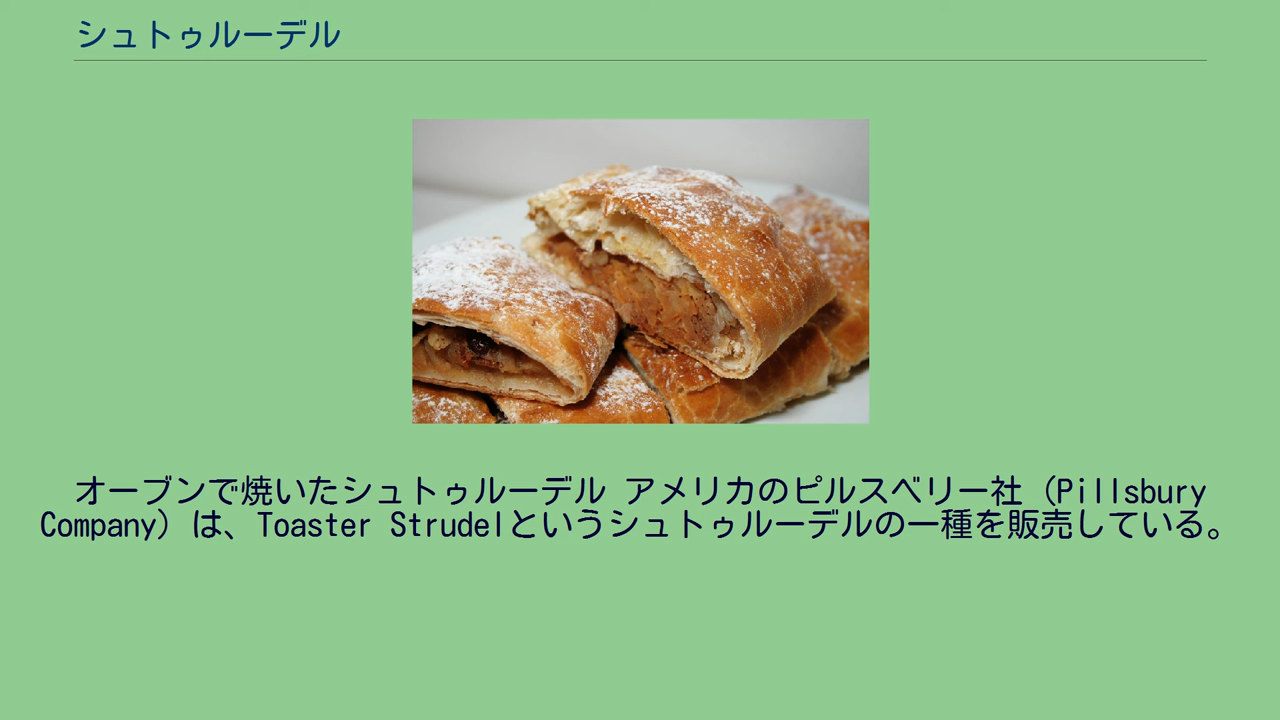 シュトゥルーデル
オーブンで焼いたシュトゥルーデル アメリカのピルスベリー社（Pillsbury
Company）は、Toaster Strudelというシュトゥルーデルの一種を販売している。